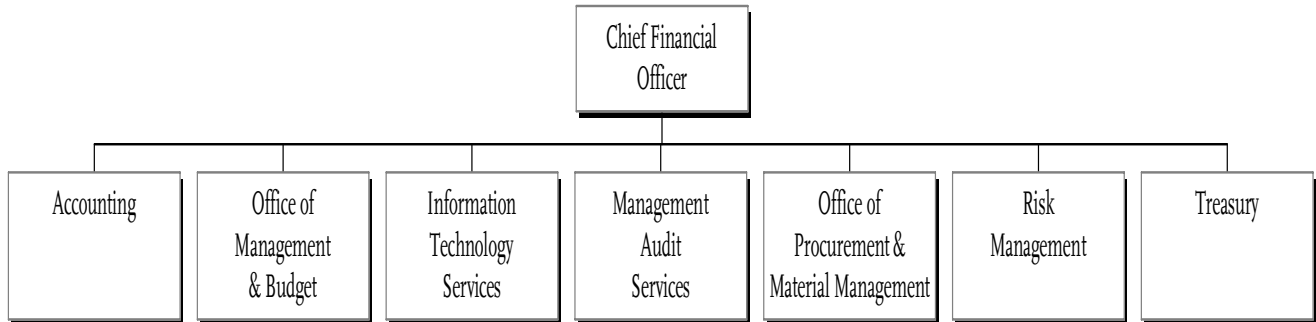 Chief Financial
Officer
Accounting
Office of
Management
& Budget
Information
Technology
Services
Management
Audit
Services
Office of
Procurement &
Material Management
Risk
Management
Treasury